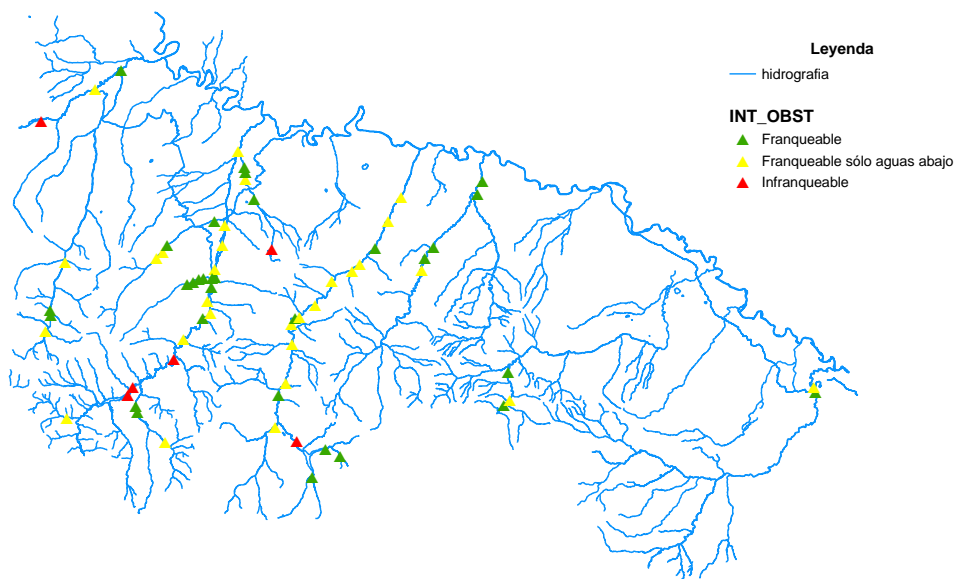 Leyenda
hidrografia
INT_OBST
Franqueable
Franqueable sólo aguas abajo
Infranqueable